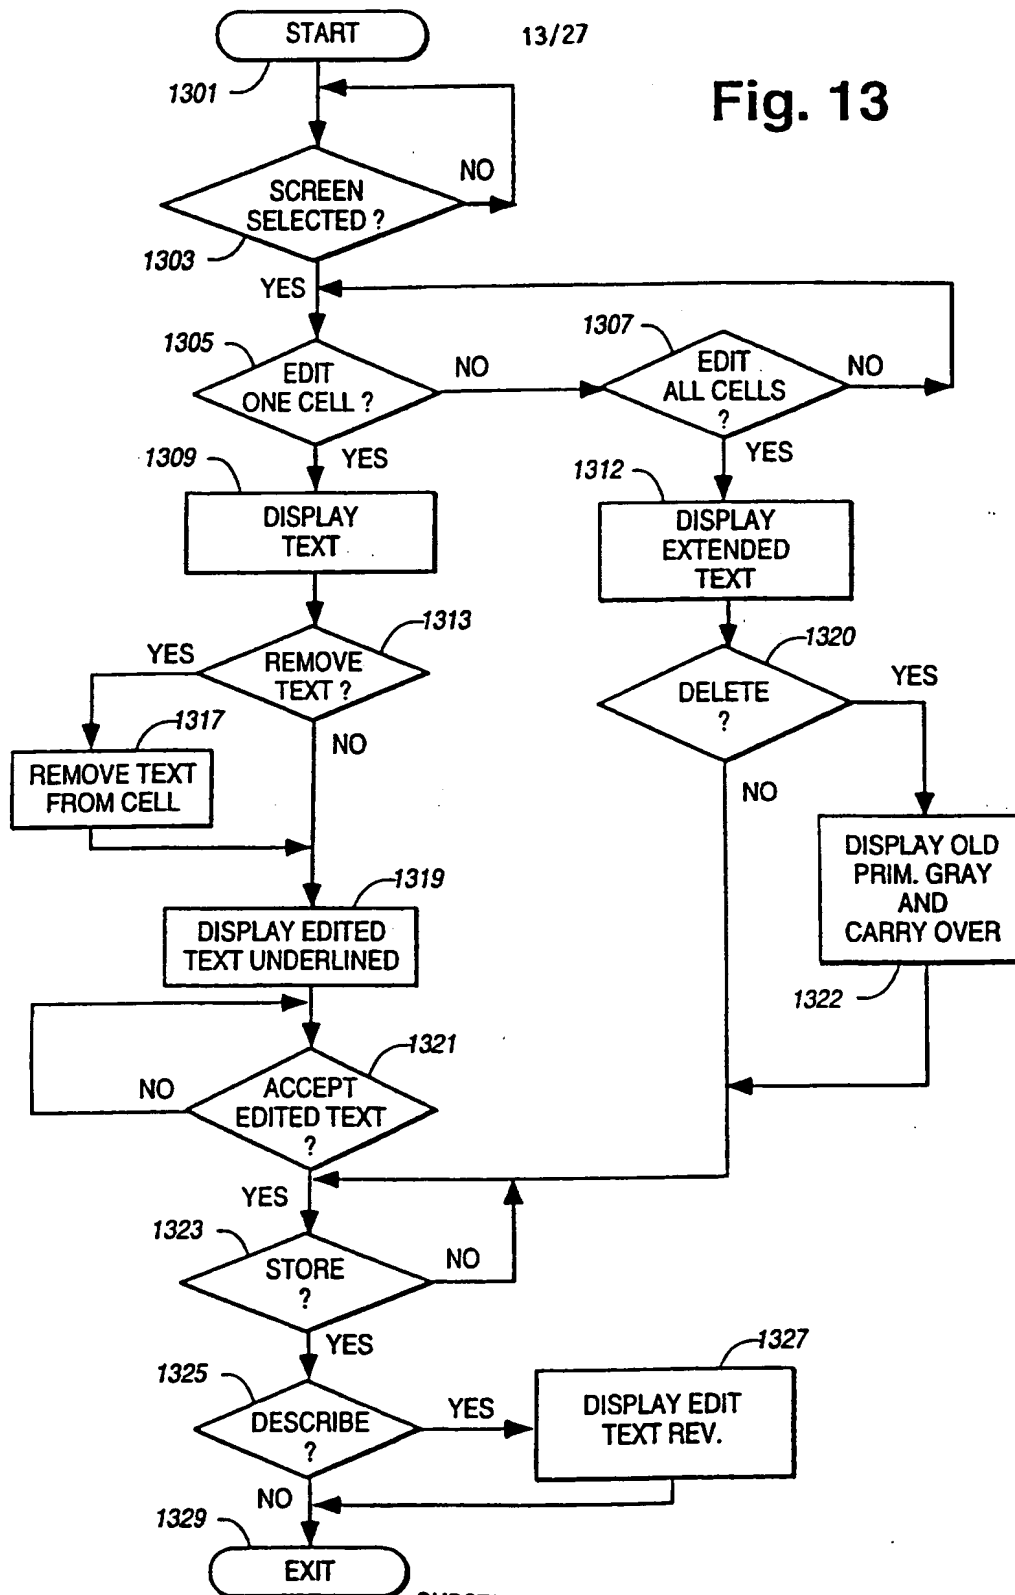 START
13/27
1301
Fig. 13
NO
SCREEN
SELECTED ?
1303
YES
1305
EDIT
ONE CELL ?
NO
1307
EDIT
ALL CELLS
?
NO
YES
1309
DISPLAY
TEXT
YES
1312
DISPLAY
EXTENDED
TEXT
1313
YES
REMOVE
TEXT ?
NO
1320
DELETE
?
YES
NO
1317
REMOVE TEXT
FROM CELL
DISPLAY OLD
PRIM. GRAY
AND
CARRY OVER
1322
1319
DISPLAY EDITED
TEXT UNDERLINED
1321
NO
ACCEPT
EDITED TEXT
?
YES
1323
STORE
?
NO
YES
1325
DESCRIBE
?
YES
1327
DISPLAY EDIT
TEXT REV.
NO
1329
EXIT